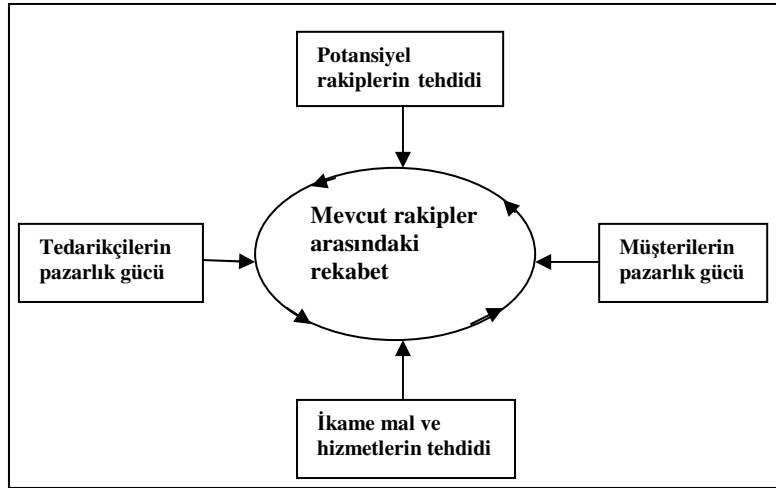 Potansiyel
rakiplerin tehdidi
Mevcut rakipler
arasındaki
rekabet
Tedarikçilerin
pazarlık gücü
Müşterilerin
pazarlık gücü
İkame mal ve
hizmetlerin tehdidi